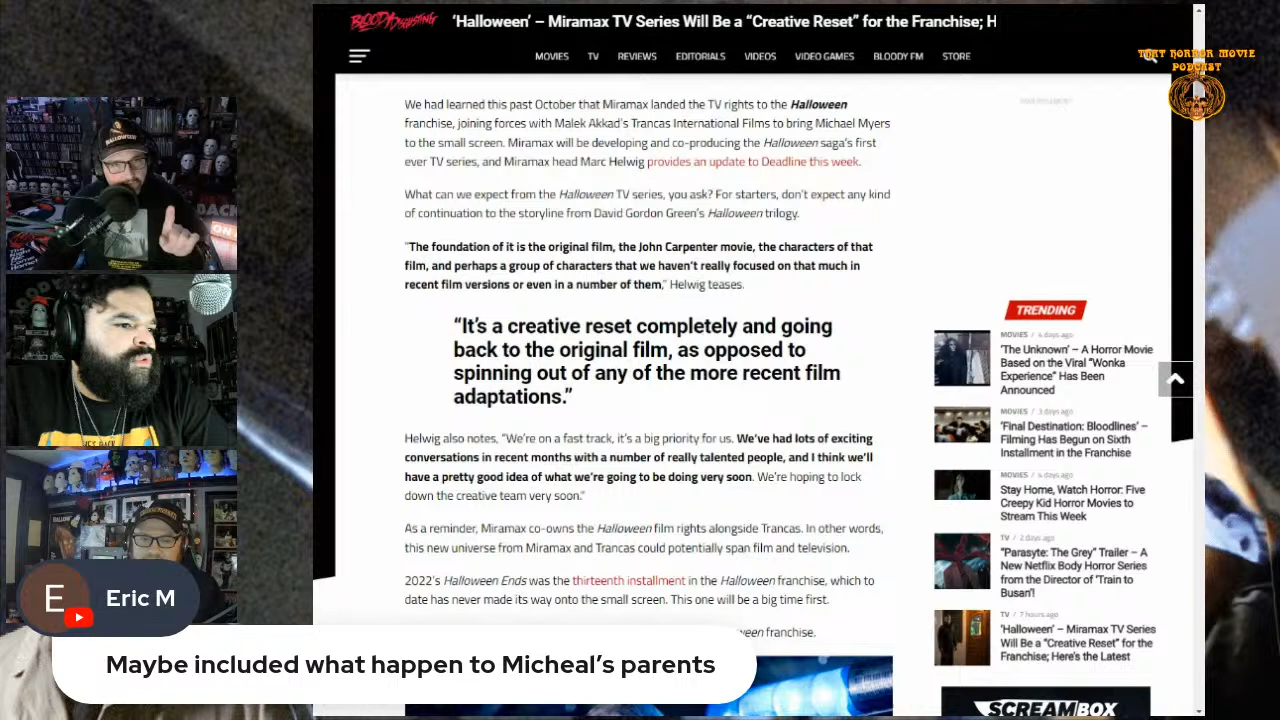 BLOODY DISGUSTING
‘Halloween’ – Miramax TV Series Will Be a “Creative Reset” for the Franchise; H
MOVIES TV REVIEWS EDITORIALS VIDEOS VIDEO GAMES BLOODY FM STORE
THAT HORROR MOVIE
PODCAST
We had learned this past October that Miramax landed the TV rights to the Halloween
franchise, joining forces with Malek Akkad’s Trancas International Films to bring Michael Myers
to the small screen. Miramax will be developing and co-producing the Halloween saga’s first
ever TV series, and Miramax head Marc Helwig provides an update to Deadline this week.
What can we expect from the Halloween TV series, you ask? For starters, don’t expect any kind
of continuation to the storyline from David Gordon Green’s Halloween trilogy.
“The foundation of it is the original film, the John Carpenter movie, the characters of that
film, and perhaps a group of characters that we haven’t really focused on that much in
recent film versions or even in a number of them,” Helwig teases.
“It’s a creative reset completely and going
back to the original film, as opposed to
spinning out of any of the more recent film
adaptations.”
Helwig also notes, “We’re on a fast track, it’s a big priority for us. We’ve had lots of exciting
conversations in recent months with a number of really talented people, and I think we’ll
have a pretty good idea of what we’re going to be doing very soon. We’re hoping to lock
down the creative team very soon.”
As a reminder, Miramax co-owns the Halloween film rights alongside Trancas. In other words,
this new universe from Miramax and Trancas could potentially span film and television.
2022’s Halloween Ends was the thirteenth installment in the Halloween franchise, which to
date has never made its way onto the small screen. This one will be a big time first.
franchise.
TRENDING
MOVIES / 4 days ago
‘The Unknown’ – A Horror Movie
Based on the Viral “Wonka
Experience” Has Been
Announced
MOVIES / 3 days ago
‘Final Destination: Bloodlines’ –
Filming Has Begun on Sixth
Installment in the Franchise
MOVIES / 4 days ago
Stay Home, Watch Horror: Five
Creepy Kid Horror Movies to
Stream This Week
TV / 2 days ago
“Parasyte: The Grey” Trailer – A
New Netflix Body Horror Series
from the Director of ‘Train to
Busan’!
TV / 7 hours ago
‘Halloween’ – Miramax TV Series
Will Be a “Creative Reset” for the
Franchise; Here’s the Latest
SCREAMBOX
BACK
ON
E
Eric M
Maybe included what happen to Micheal’s parents